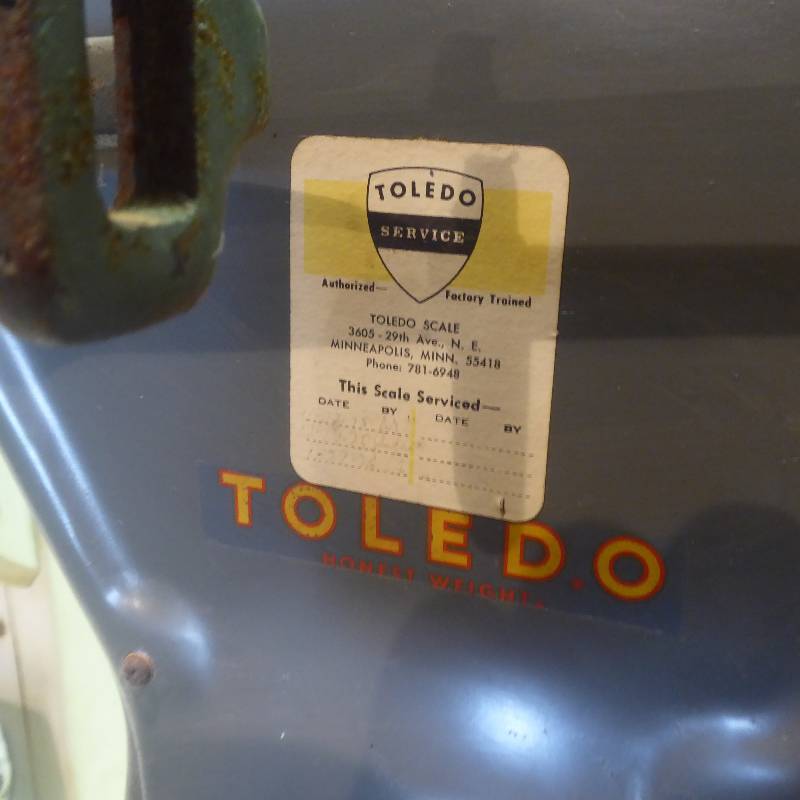 TOLEDO
SERVICE
Authorized— Factory Trained
TOLEDO SCALE
3605 - 29th Ave., N. E.
MINNEAPOLIS, MINN. 55418
Phone: 781-6948
This Scale Serviced—
DATE BY DATE BY
TOLEDO
HONEST WEIGHT